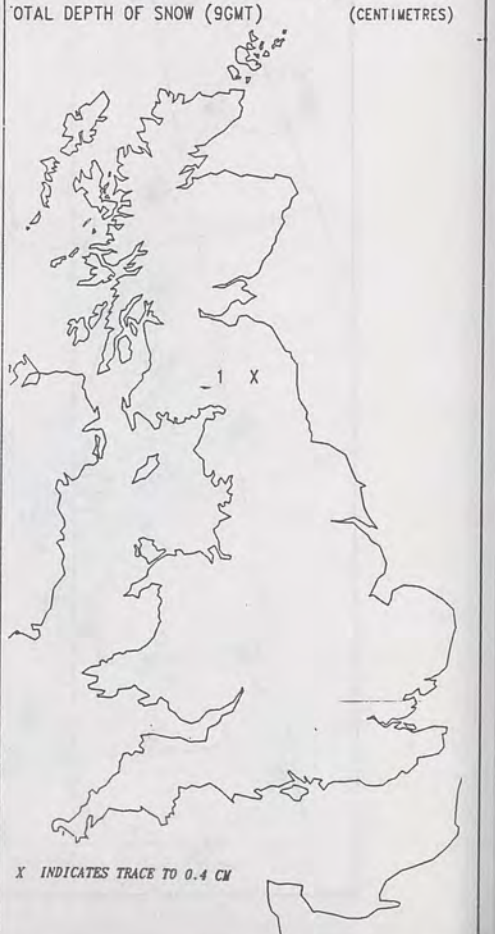 OTAL DEPTH OF SNOW (9GMT) (CENTIMETRES)
1 X
X INDICATES TRACE TO 0.4 CM